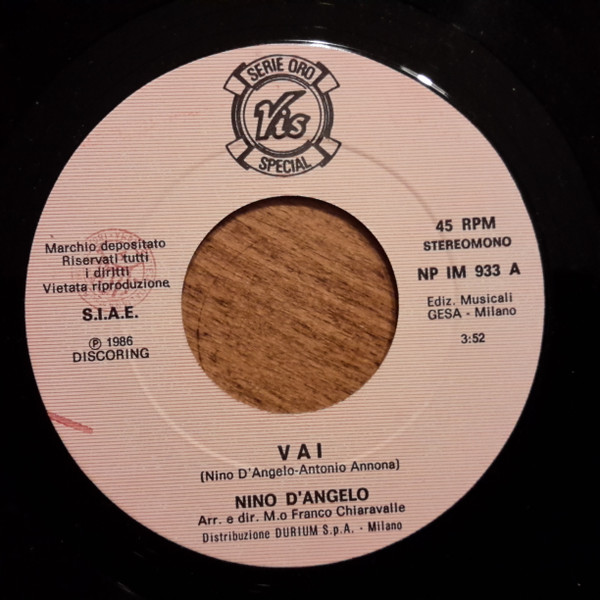 SERIE ORO
Vis
SPECIAL
Marchio depositato
Riservati tutti
i diritti
Vietata riproduzione
S.I.A.E.
Ⓟ 1986
DISCORING
45 RPM
STEREOMONO
NP IM 933 A
Ediz. Musicali
GESA - Milano
3:52
VAI
(Nino D'Angelo-Antonio Annona)
NINO D'ANGELO
Arr. e dir. M.o Franco Chiaravalle
Distribuzione DURIUM S.p.A. - Milano